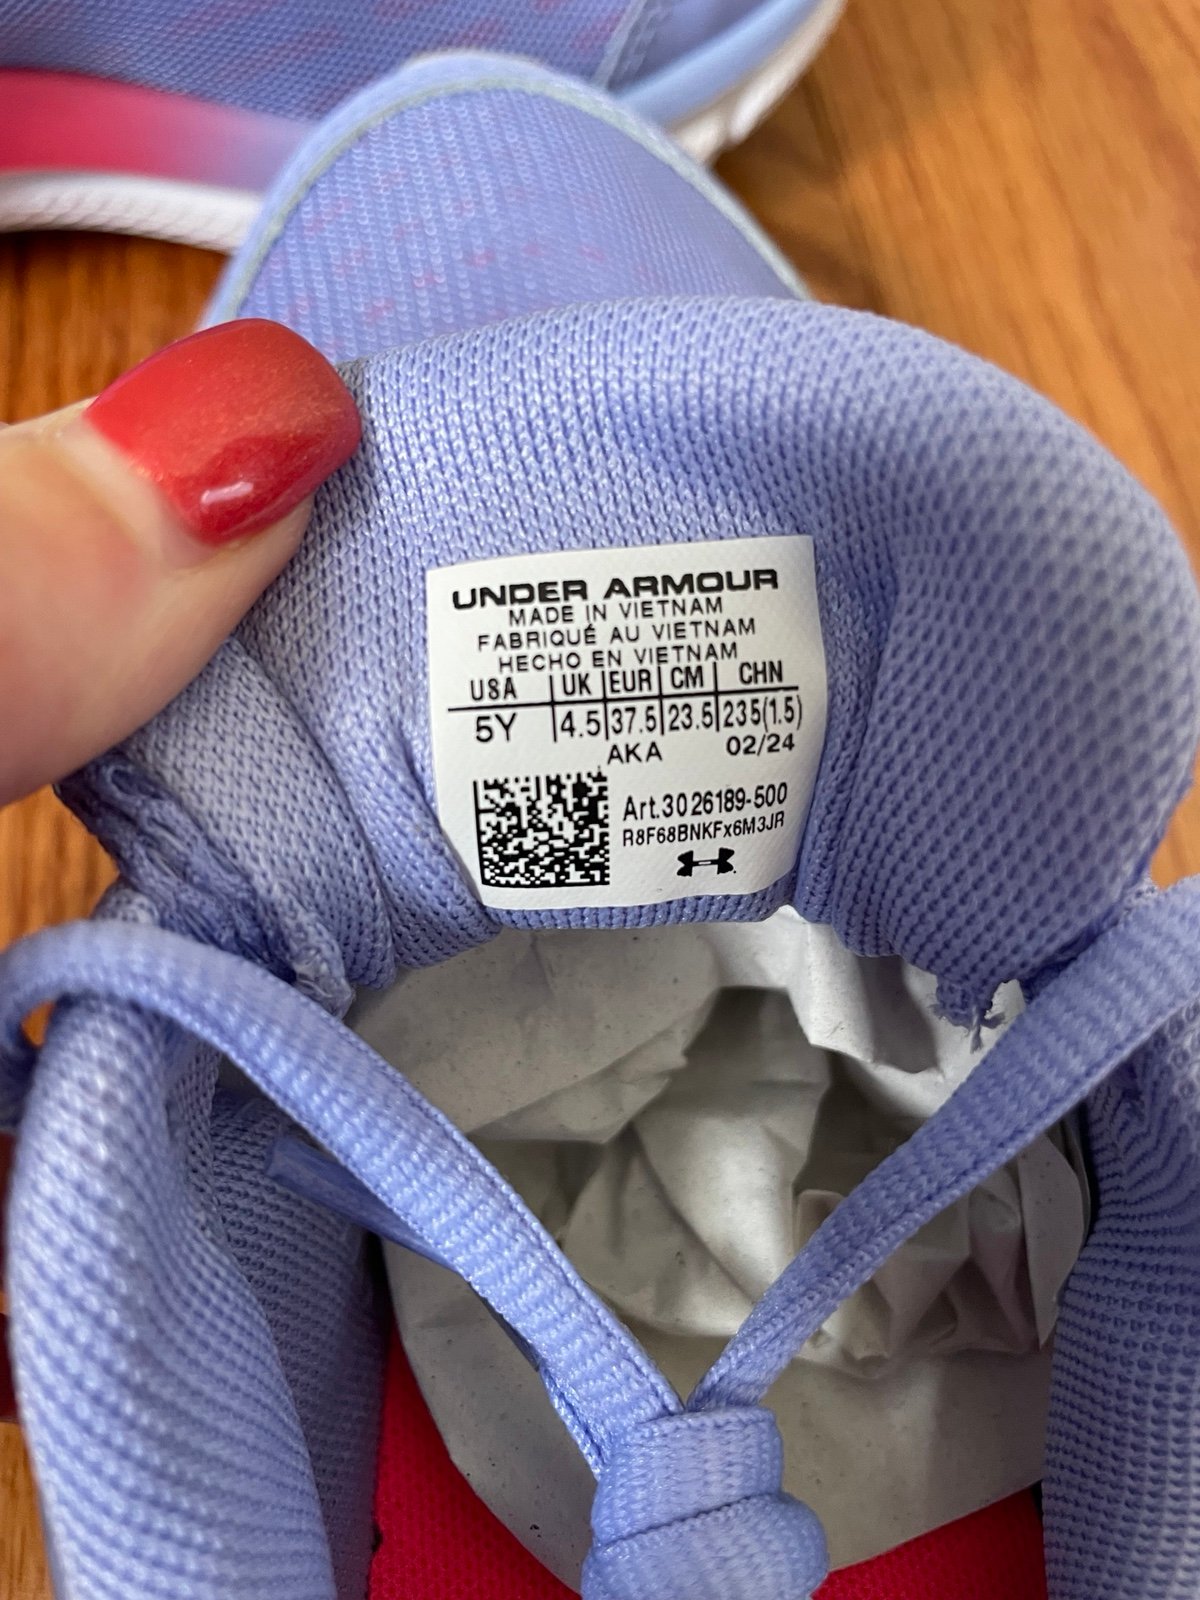 UNDER ARMOUR
MADE IN VIETNAM
FABRIQUÉ AU VIETNAM
HECHO EN VIETNAM
USA UK EUR CM CHN
5Y 4.5 37.5 23.5 235(1.5)
AKA 02/24
Art.3026189-500
R8F68BNKFx6M3JR